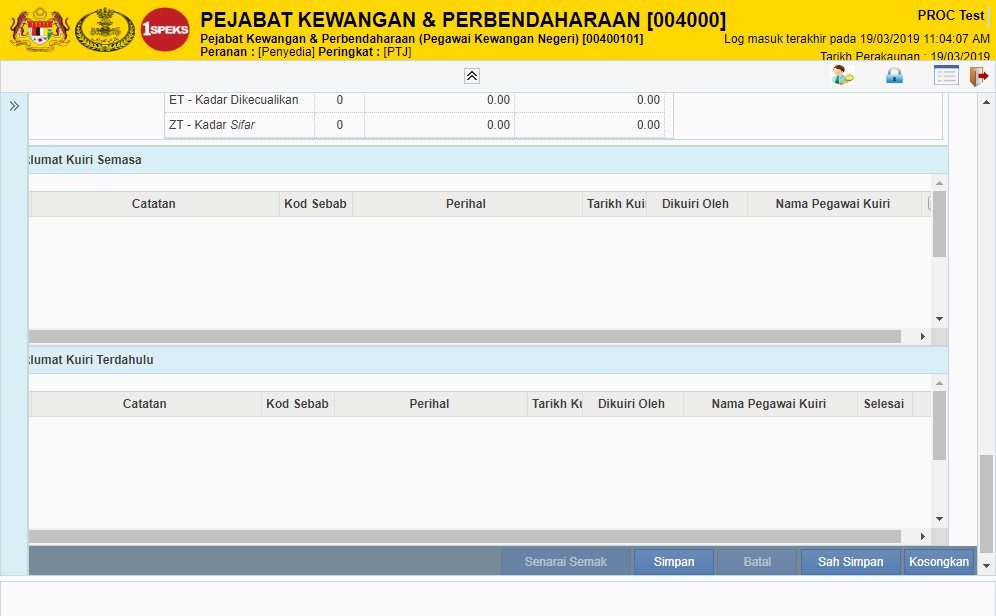 1SPEKS
PEJABAT KEWANGAN & PERBENDAHARAAN [004000]
Pejabat Kewangan & Perbendaharaan (Pegawai Kewangan Negeri) [00400101]
Peranan : [Penyedia] Peringkat : [PTJ]
PROC Test
Log masuk terakhir pada 19/03/2019 11:04:07 AM
Tarikh Perakaunan : 19/03/2019
ET - Kadar Dikecualikan 0 0.00 0.00
ZT - Kadar Sifar 0 0.00 0.00
klumat Kuiri Semasa
Catatan Kod Sebab Perihal Tarikh Kuii Dikuiri Oleh Nama Pegawai Kuiri
klumat Kuiri Terdahulu
Catatan Kod Sebab Perihal Tarikh Ku Dikuiri Oleh Nama Pegawai Kuiri Selesai
Senarai Semak Simpan Batal Sah Simpan Kosongkan